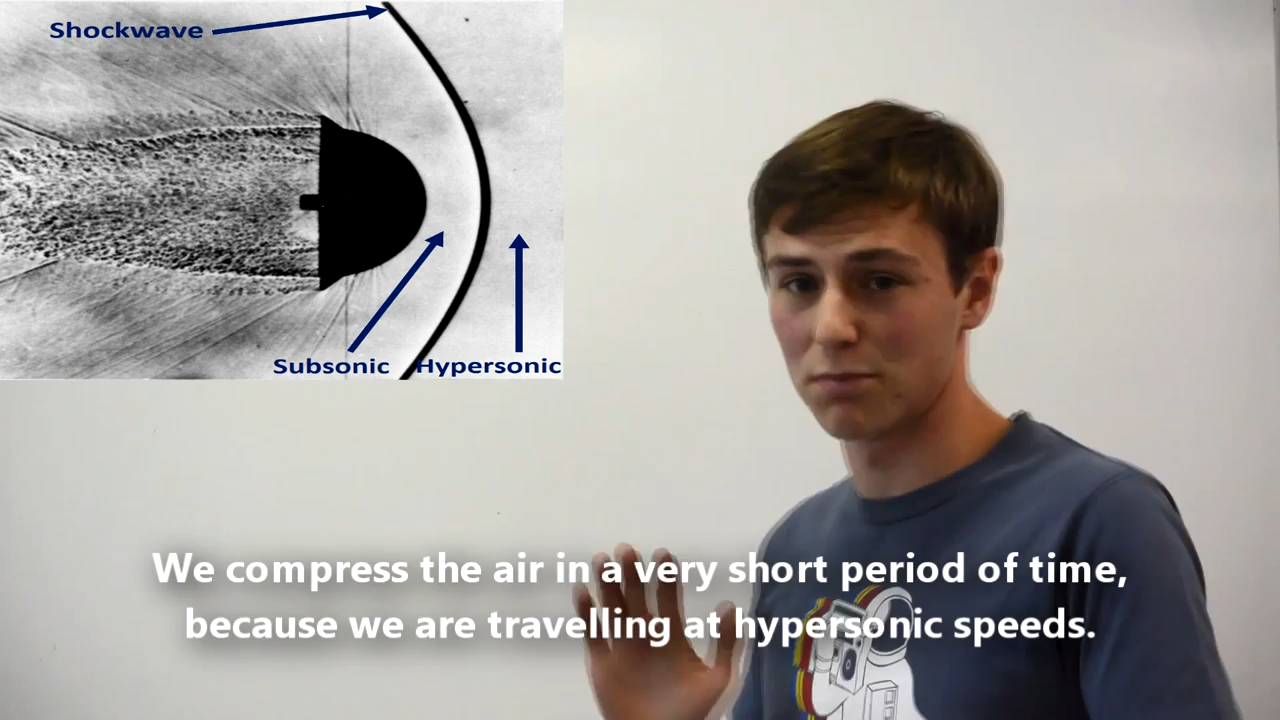 Shockwave
Subsonic
Hypersonic
We compress the air in a very short period of time,
because we are travelling at hypersonic speeds.